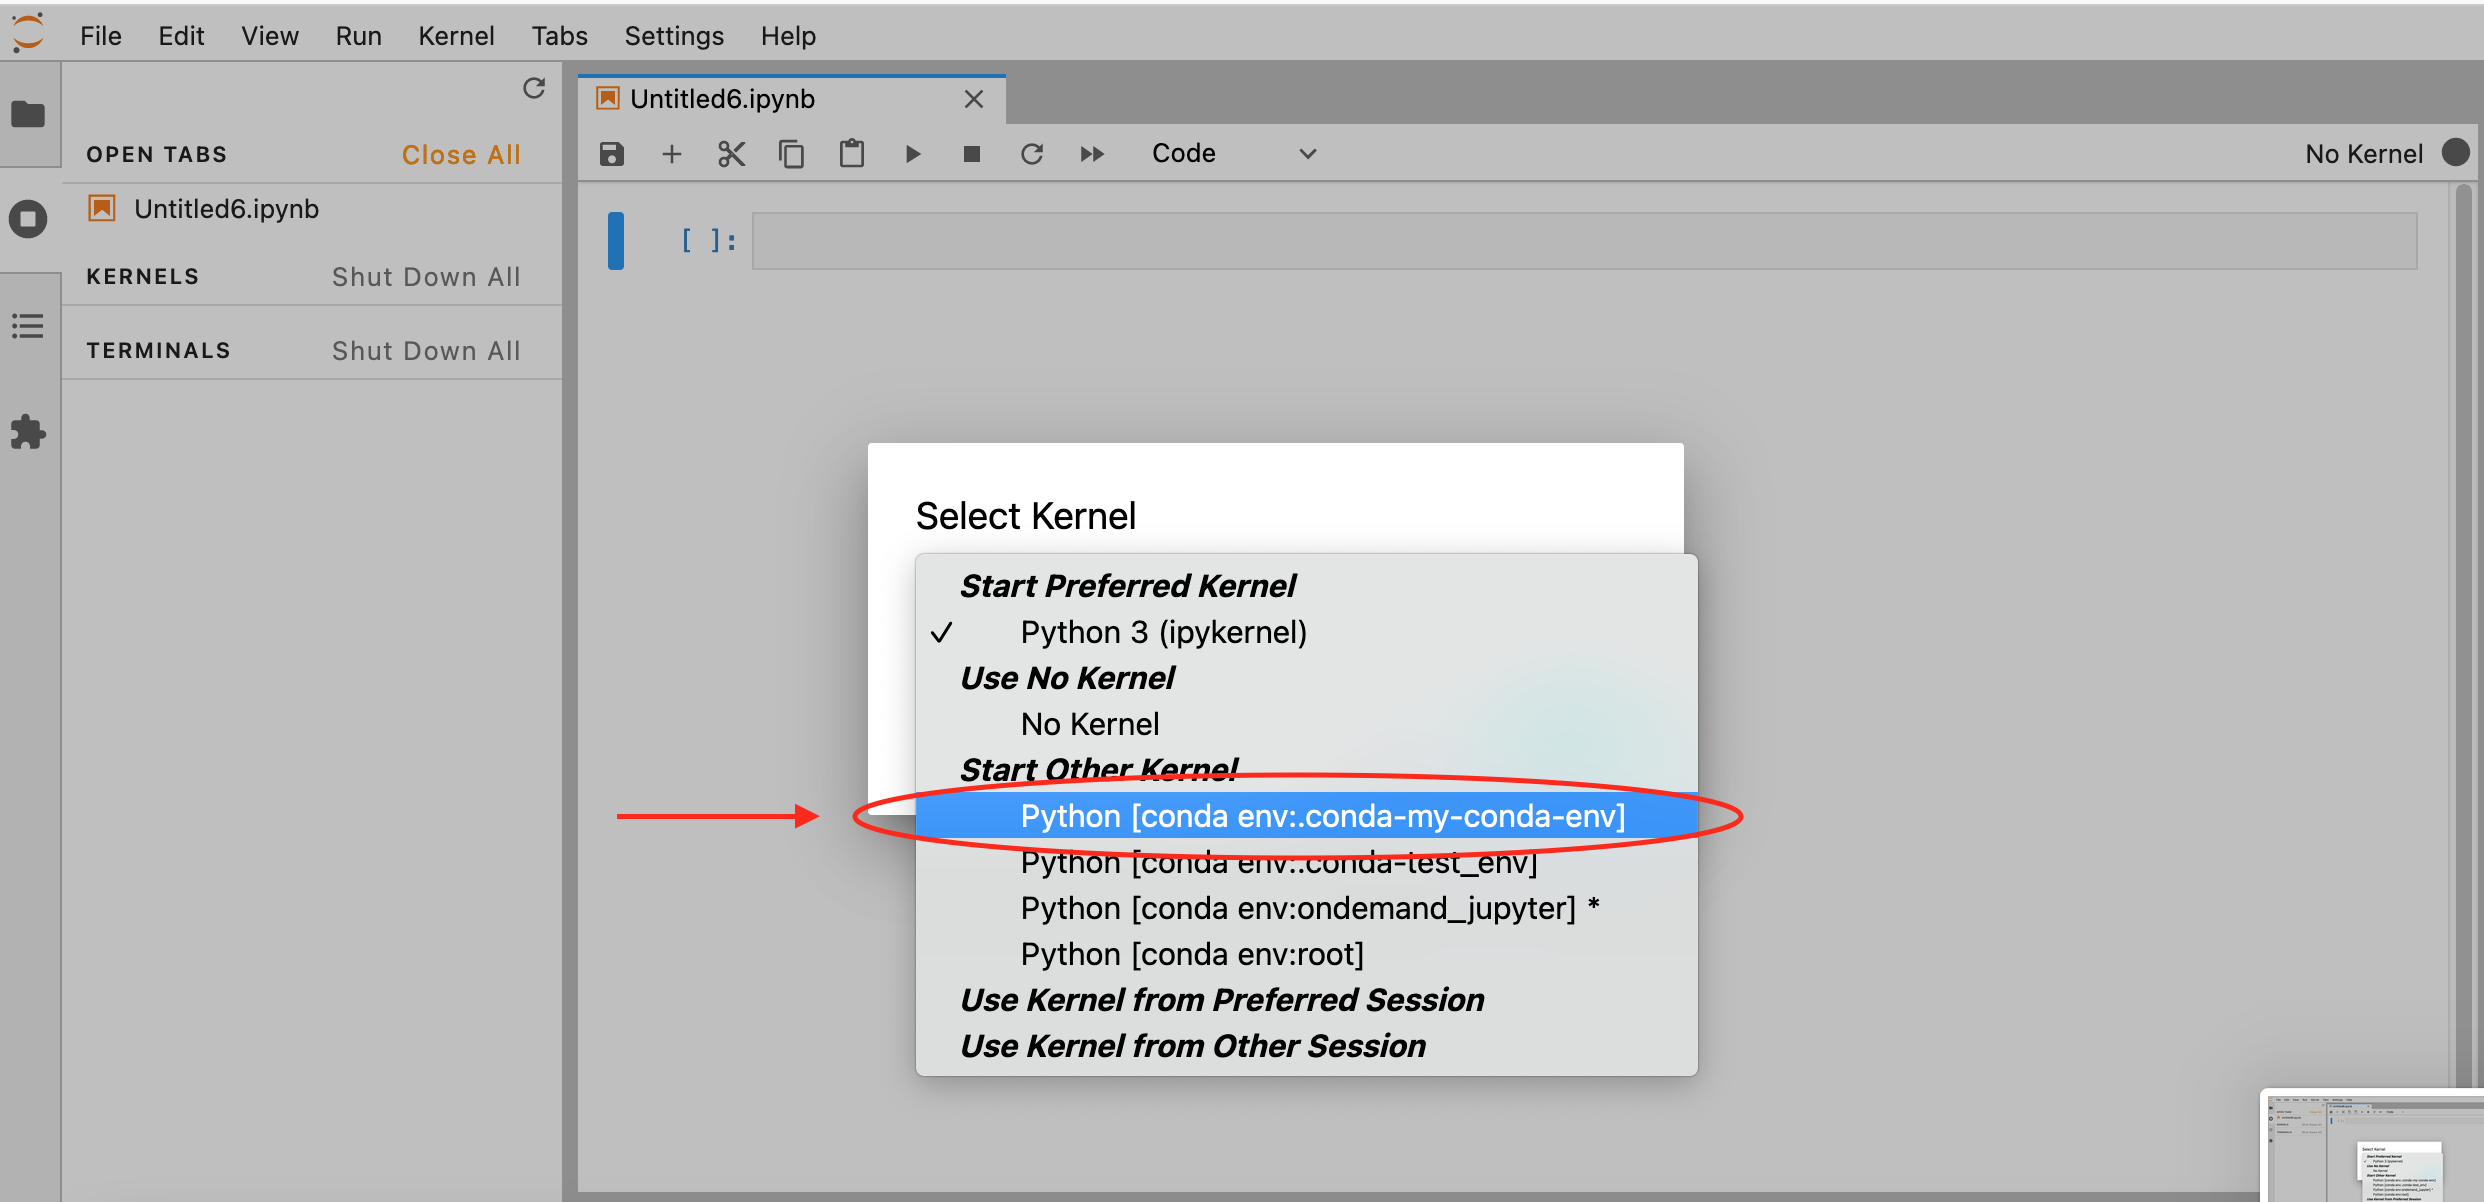 File Edit View Run Kernel Tabs Settings Help
OPEN TABS Close All
Untitled6.ipynb
KERNELS Shut Down All
TERMINALS Shut Down All
Untitled6.ipynb
Code
No Kernel
[ ]:
Select Kernel
Start Preferred Kernel
✓ Python 3 (ipykernel)
Use No Kernel
No Kernel
Start Other Kernel
Python [conda env:.conda-my-conda-env]
Python [conda env:.conda-test_env]
Python [conda env:ondemand_jupyter] *
Python [conda env:root]
Use Kernel from Preferred Session
Use Kernel from Other Session